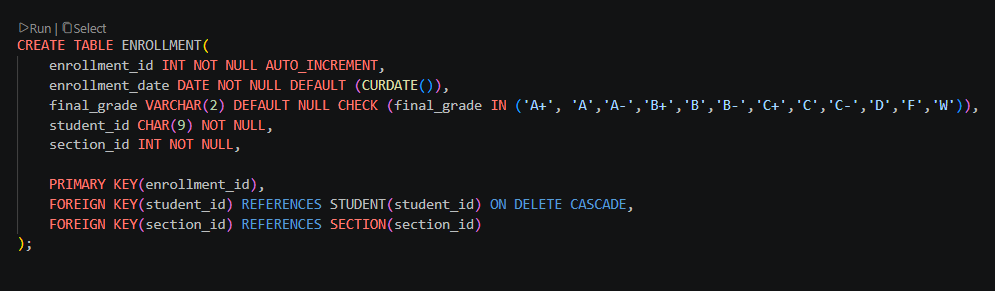 Run | Select
CREATE TABLE ENROLLMENT(
    enrollment_id INT NOT NULL AUTO_INCREMENT,
    enrollment_date DATE NOT NULL DEFAULT (CURDATE()),
    final_grade VARCHAR(2) DEFAULT NULL CHECK (final_grade IN ('A+', 'A','A-','B+','B','B-','C+','C','C-','D','F','W')),
    student_id CHAR(9) NOT NULL,
    section_id INT NOT NULL,

    PRIMARY KEY(enrollment_id),
    FOREIGN KEY(student_id) REFERENCES STUDENT(student_id) ON DELETE CASCADE,
    FOREIGN KEY(section_id) REFERENCES SECTION(section_id)
);